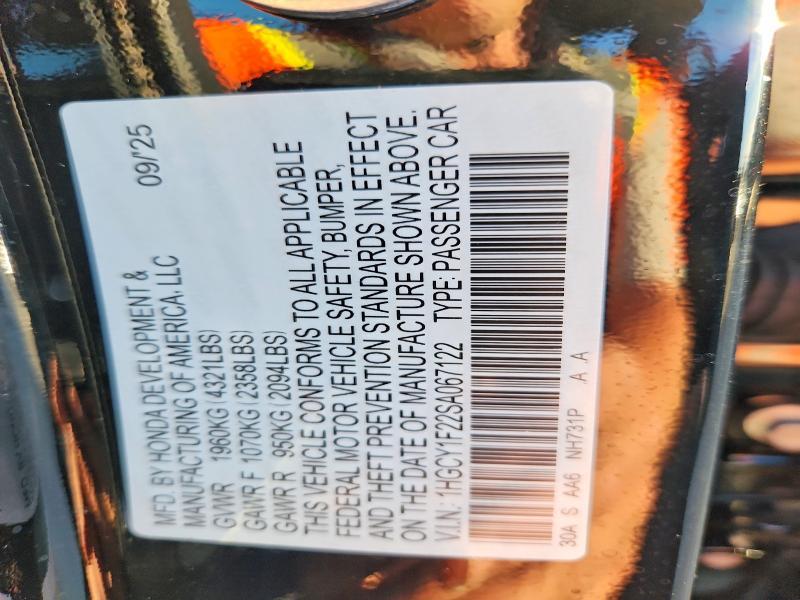 MFD. BY HONDA DEVELOPMENT &
MANUFACTURING OF AMERICA, LLC 09/'25
GVWR 1960KG 4321LBS)
GAWR F 1070KG (2358LBS)
GAWR R 950KG 2094LBS)
THIS VEHICLE CONFORMS TO ALL APPLICABLE
FEDERAL MOTOR VEHICLE SAFETY, BUMPER,
AND THEFT PREVENTION STANDARDS IN EFFECT
ON THE DATE OF MANUFACTURE SHOWN ABOVE.
V.I.N.: 1HGCY1F22SA067122 TYPE: PASSENGER CAR
30A S AA6 NH731P A A